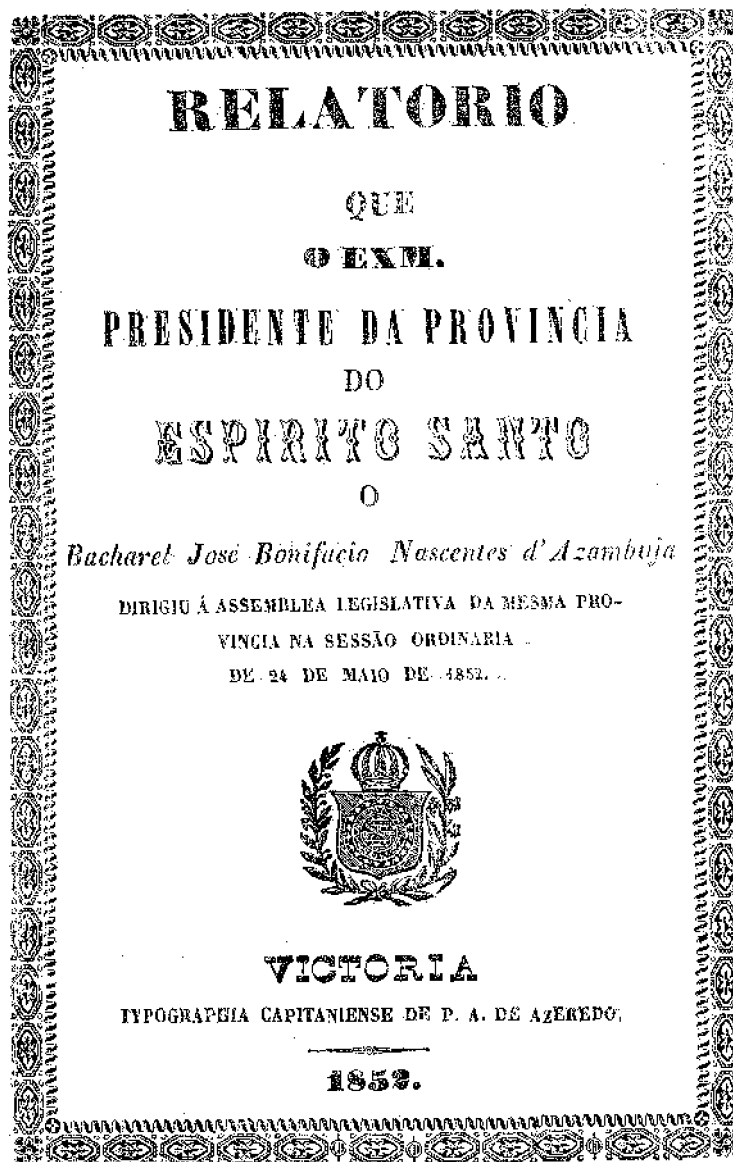 RELATORIO
QUE
O EXM.
PRESIDENTE DA PROVINCIA
DO
ESPIRITO SANTO
O
Bacharel José Bonifacio Nascentes d'Azambuja
DIRIGIU Á ASSEMBLEA LEGISLATIVA DA MESMA PRO-
VINCIA NA SESSÃO ORDINARIA
DE 24 DE MAIO DE 1852.
VICTORIA
TYPOGRAPHIA CAPITANIENSE DE P. A. DE AZEREDO.
1852.